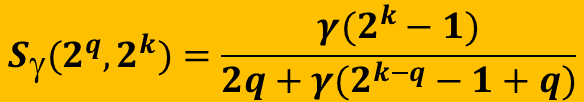 S_γ(2^q, 2^k) = γ(2^k − 1) / (2q + γ(2^{k−q} − 1 + q))